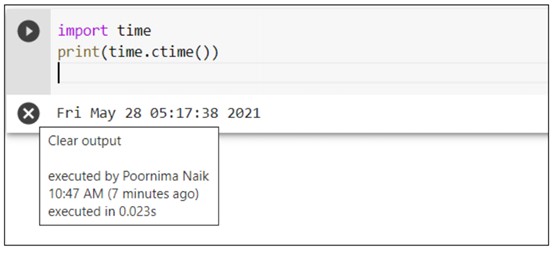 import time
print(time.ctime())
Fri May 28 05:17:38 2021
Clear output
executed by Poornima Naik
10:47 AM (7 minutes ago)
executed in 0.023s